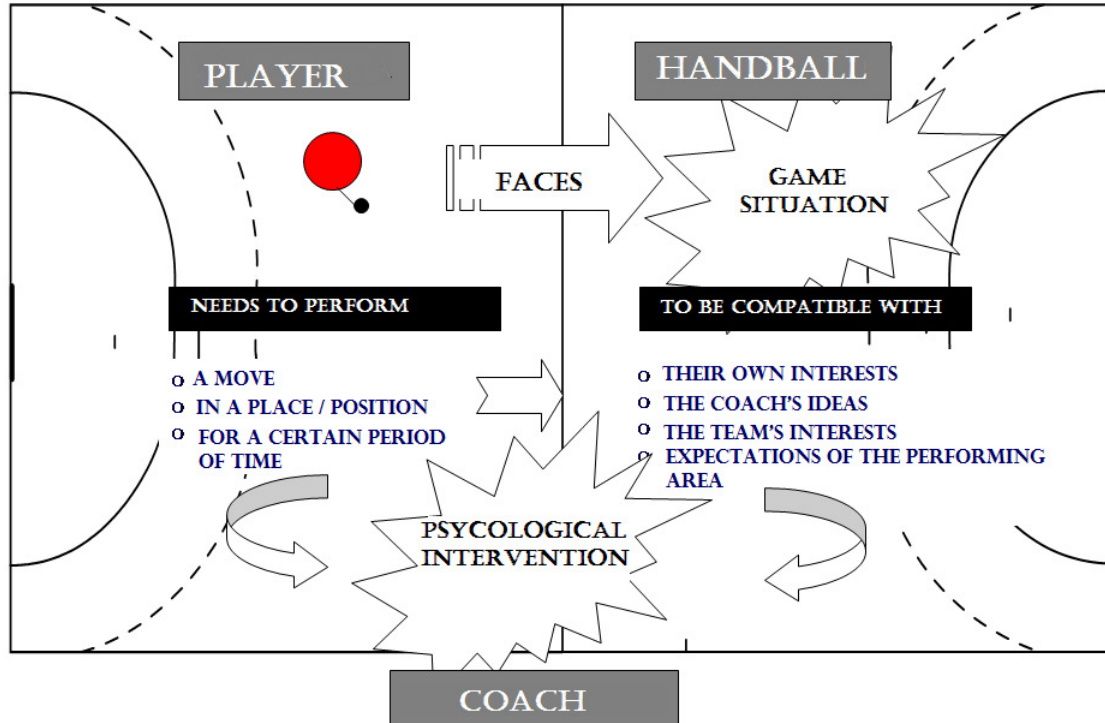 PLAYER
HANDBALL
FACES
GAME
SITUATION
NEEDS TO PERFORM
TO BE COMPATIBLE WITH
o A MOVE
o IN A PLACE / POSITION
o FOR A CERTAIN PERIOD
OF TIME
o THEIR OWN INTERESTS
o THE COACH'S IDEAS
o THE TEAM'S INTERESTS
o EXPECTATIONS OF THE PERFORMING
AREA
PSYCOLOGICAL
INTERVENTION
COACH